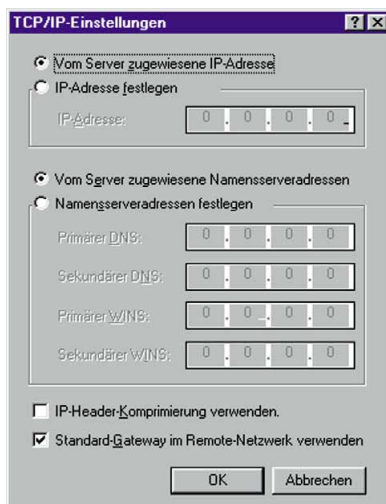 TCP/IP-Einstellungen
Vom Server zugewiesene IP-Adresse
IP-Adresse festlegen
IP-Adresse: 0 . 0 . 0 . 0
Vom Server zugewiesene Namensserveradressen
Namensserveradressen festlegen
Primärer DNS: 0 . 0 . 0 . 0
Sekundärer DNS: 0 . 0 . 0 . 0
Primärer WINS: 0 . 0 . 0 . 0
Sekundärer WINS: 0 . 0 . 0 . 0
IP-Header-Komprimierung verwenden.
Standard-Gateway im Remote-Netzwerk verwenden
OK Abbrechen